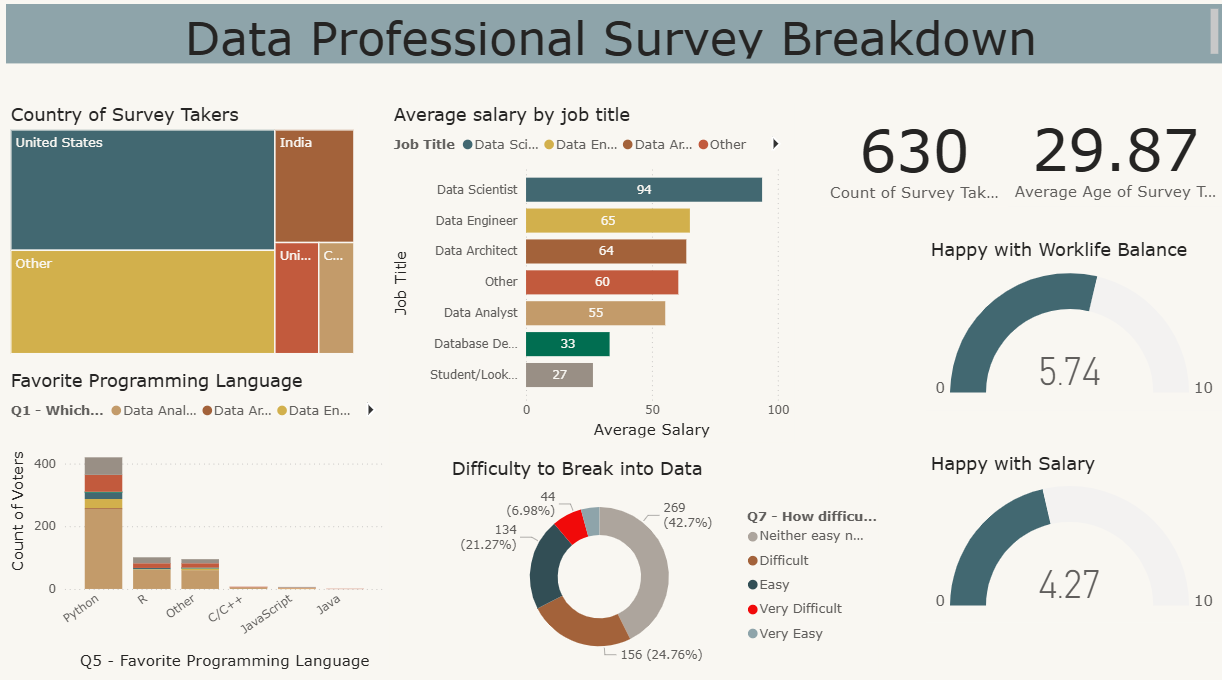 Data Professional Survey Breakdown
Country of Survey Takers
United States
India
Other
Uni...
C...
Average salary by job title
Job Title Data Sci... Data En... Data Ar... Other
Job Title
Data Scientist 94
Data Engineer 65
Data Architect 64
Other 60
Data Analyst 55
Database De... 33
Student/Look... 27
0 50 100
Average Salary
630
Count of Survey Tak...
29.87
Average Age of Survey T...
Happy with Worklife Balance
5.74
0 10
Favorite Programming Language
Q1 - Which... Data Anal... Data Ar... Data En...
Count of Voters
400
200
0
Python R Other C/C++ JavaScript Java
Q5 - Favorite Programming Language
Difficulty to Break into Data
44
(6.98%)
269
(42.7%)
134
(21.27%)
156 (24.76%)
Q7 - How difficu...
Neither easy n...
Difficult
Easy
Very Difficult
Very Easy
Happy with Salary
4.27
0 10